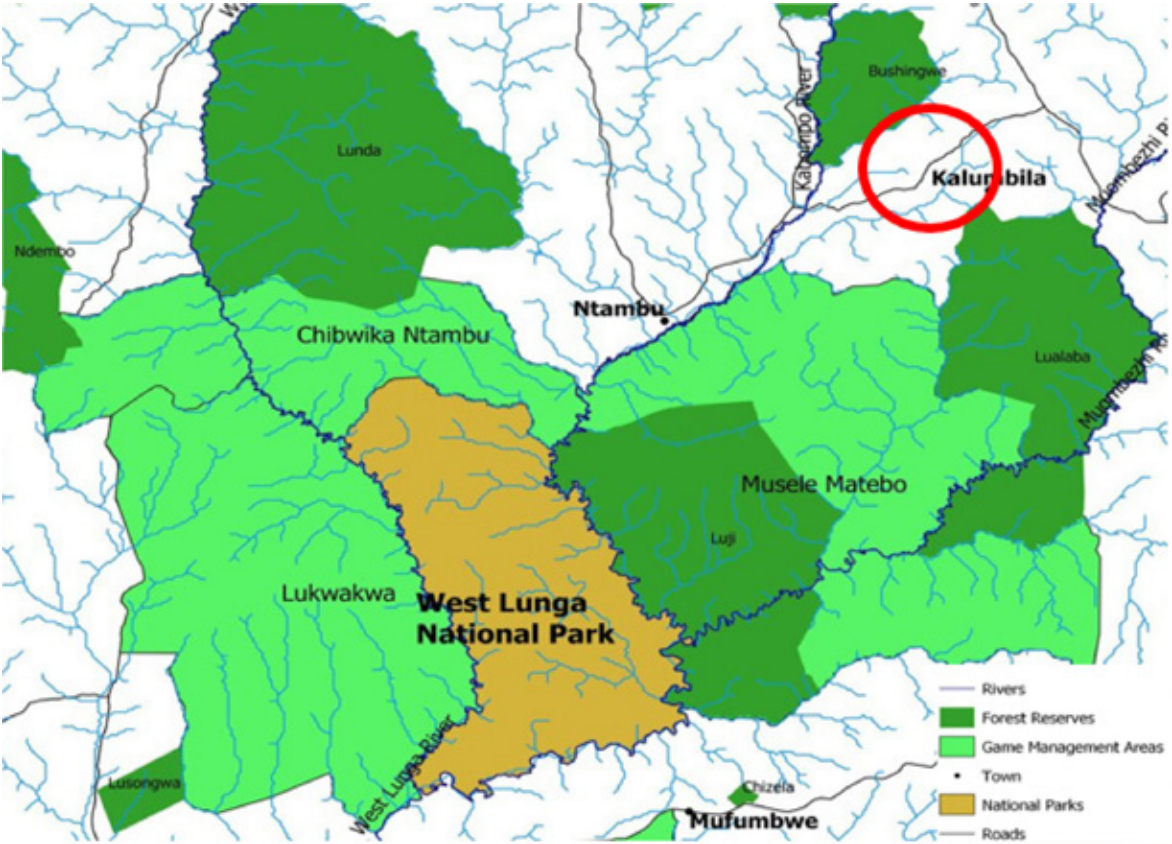 Bushingwe
Lunda
Kabompo River
Kalumbila
Muombezhi R
Ndembo
Ntambu
Chibwika Ntambu
Lualaba
Musele Matebo
Luji
Lukwakwa
West Lunga
National Park
Rivers
Forest Reserves
Game Management Areas
Town
National Parks
Roads
Lusongwa
West Lunga River
Chizela
Mufumbwe